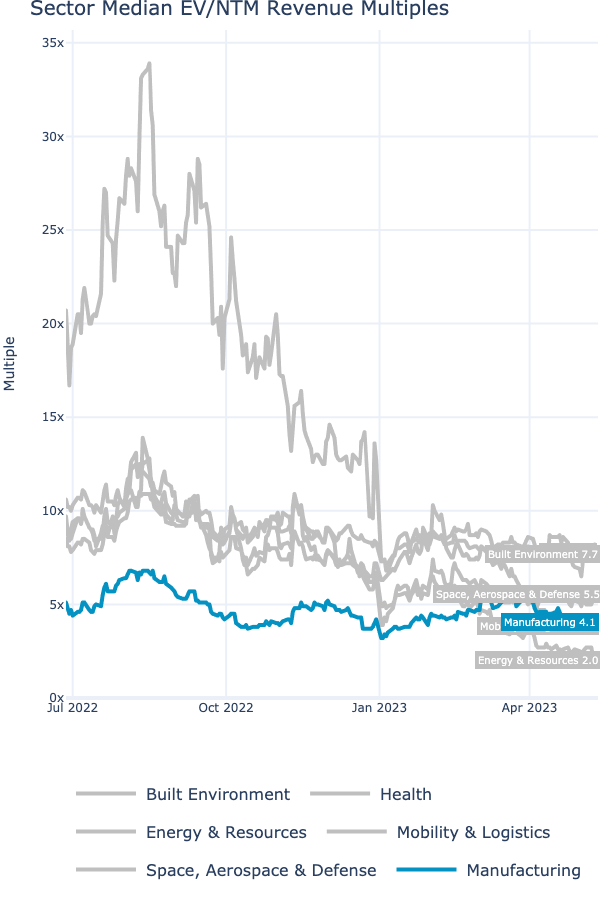 Sector Median EV/NTM Revenue Multiples
35x
30x
25x
20x
15x
10x
5x
0x
Multiple
Built Environment 7.7
Space, Aerospace & Defense 5.5
Manufacturing 4.1
Energy & Resources 2.0
Jul 2022
Oct 2022
Jan 2023
Apr 2023
Built Environment
Health
Energy & Resources
Mobility & Logistics
Space, Aerospace & Defense
Manufacturing